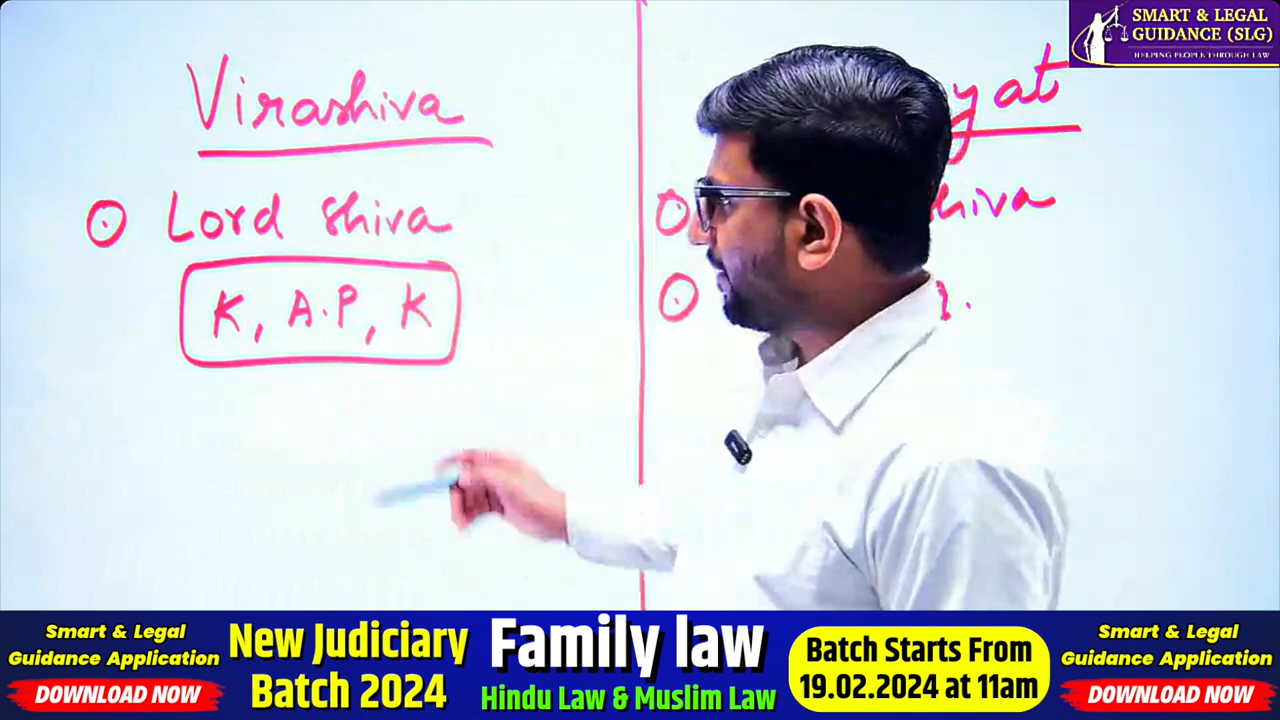 SMART & LEGAL
GUIDANCE (SLG)
HELPING PEOPLE THROUGH LAW
Virashiva
yat
Lord shiva
hiva
K, A.P, K
Smart & Legal
Guidance Application
DOWNLOAD NOW
New Judiciary
Batch 2024
Family law
Hindu Law & Muslim Law
Batch Starts From
19.02.2024 at 11am
Smart & Legal
Guidance Application
DOWNLOAD NOW